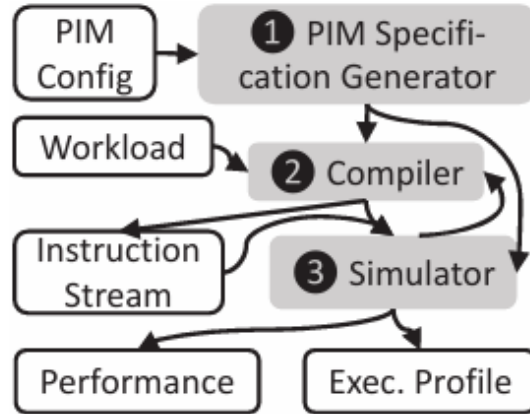 PIM
Config
❶ PIM Specifi-
cation Generator
Workload
❷ Compiler
Instruction
Stream
❸ Simulator
Performance
Exec. Profile